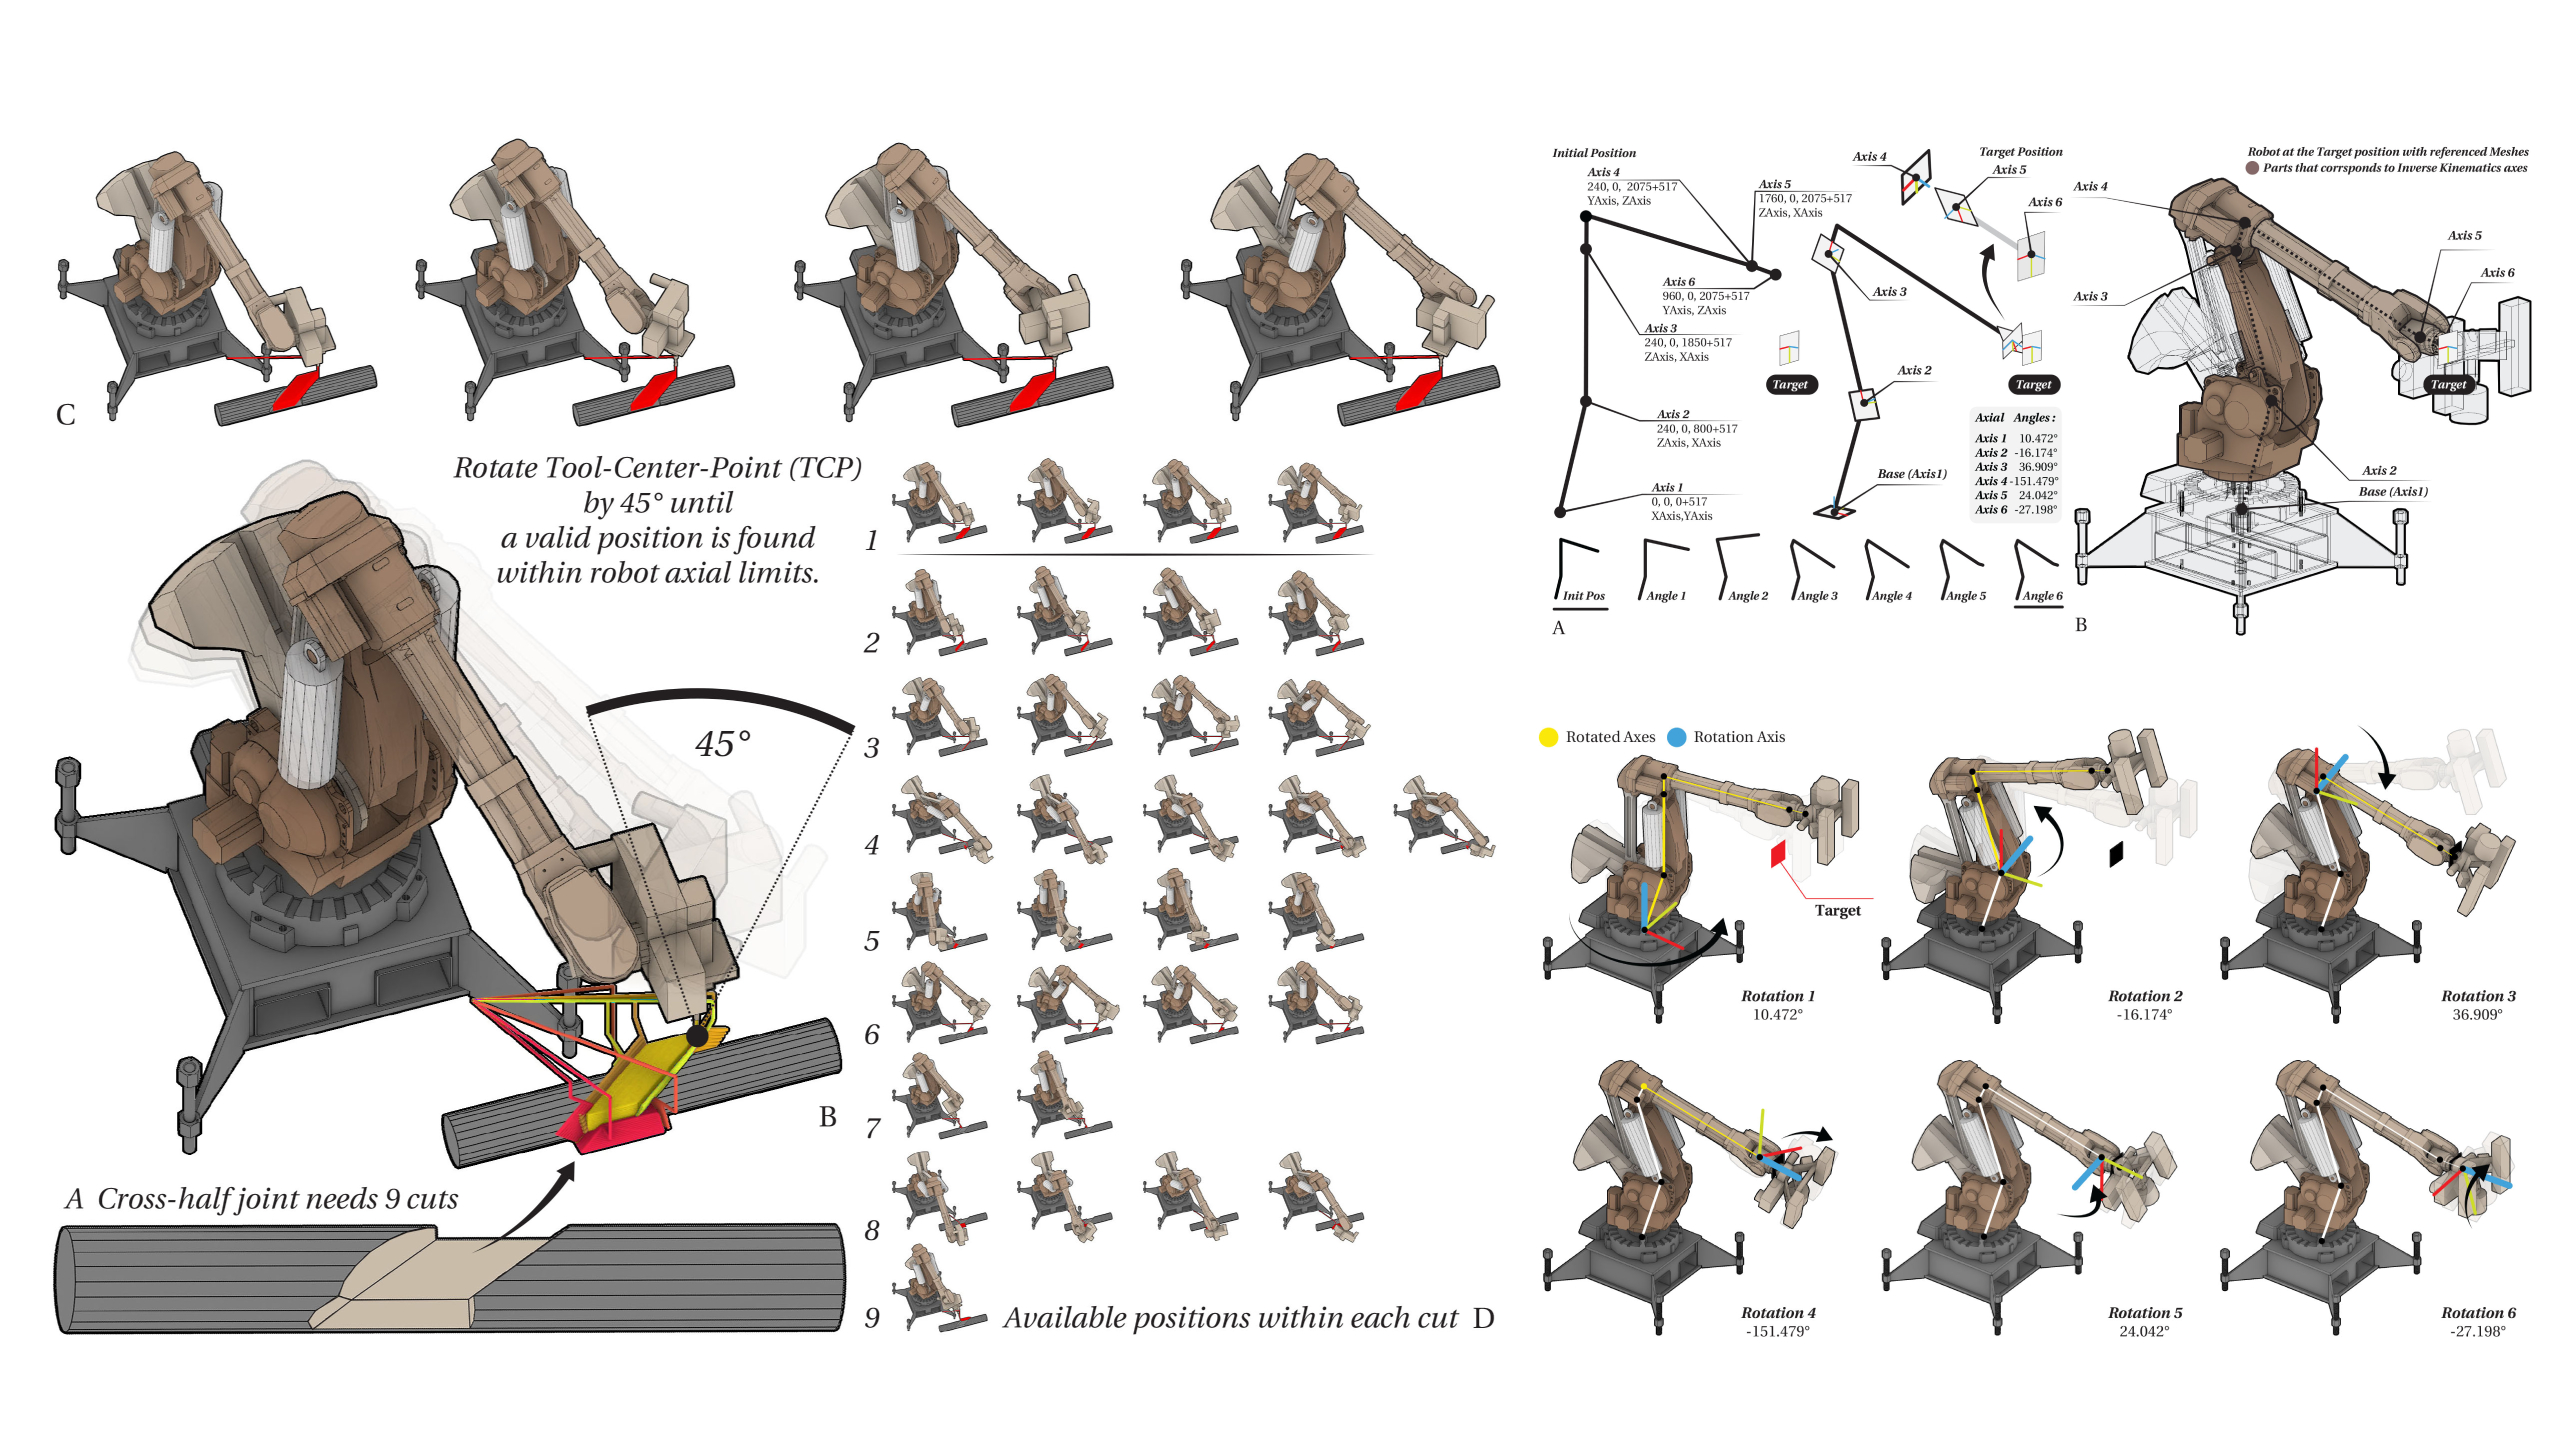 C
Rotate Tool-Center-Point (TCP)
by 45° until
a valid position is found
within robot axial limits.
45°
B
A Cross-half joint needs 9 cuts
1
2
3
4
5
6
7
8
9
Available positions within each cut D
Initial Position
Axis 4
240, 0, 2075+517
YAxis, ZAxis
Axis 5
1760, 0, 2075+517
ZAxis, XAxis
Axis 6
960, 0, 2075+517
YAxis, ZAxis
Axis 3
240, 0, 1850+517
ZAxis, XAxis
Axis 2
240, 0, 800+517
ZAxis, XAxis
Axis 1
0, 0, 0+517
XAxis,YAxis
Target
Target Position
Axis 4
Axis 5
Axis 6
Axis 3
Target
Axis 2
Base (Axis1)
Axial Angles :
Axis 1 10.472°
Axis 2 -16.174°
Axis 3 36.909°
Axis 4 -151.479°
Axis 5 24.042°
Axis 6 -27.198°
Init Pos
Angle 1
Angle 2
Angle 3
Angle 4
Angle 5
Angle 6
A
Robot at the Target position with referenced Meshes
Parts that corrsponds to Inverse Kinematics axes
Axis 4
Axis 5
Axis 6
Axis 3
Target
Axis 2
Base (Axis1)
B
Rotated Axes
Rotation Axis
Target
Rotation 1
10.472°
Rotation 2
-16.174°
Rotation 3
36.909°
Rotation 4
-151.479°
Rotation 5
24.042°
Rotation 6
-27.198°